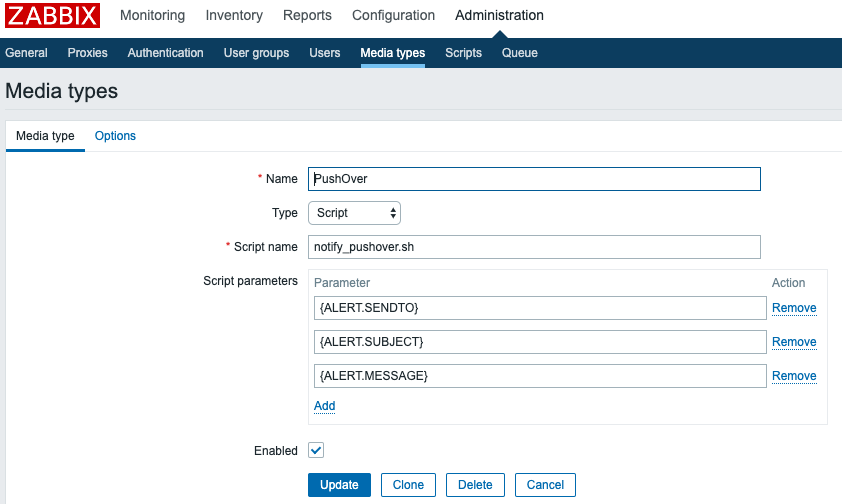 ZABBIX Monitoring Inventory Reports Configuration Administration
General Proxies Authentication User groups Users Media types Scripts Queue
Media types
Media type Options
* Name PushOver
Type Script
* Script name notify_pushover.sh
Script parameters Parameter Action
{ALERT.SENDTO} Remove
{ALERT.SUBJECT} Remove
{ALERT.MESSAGE} Remove
Add
Enabled
Update Clone Delete Cancel